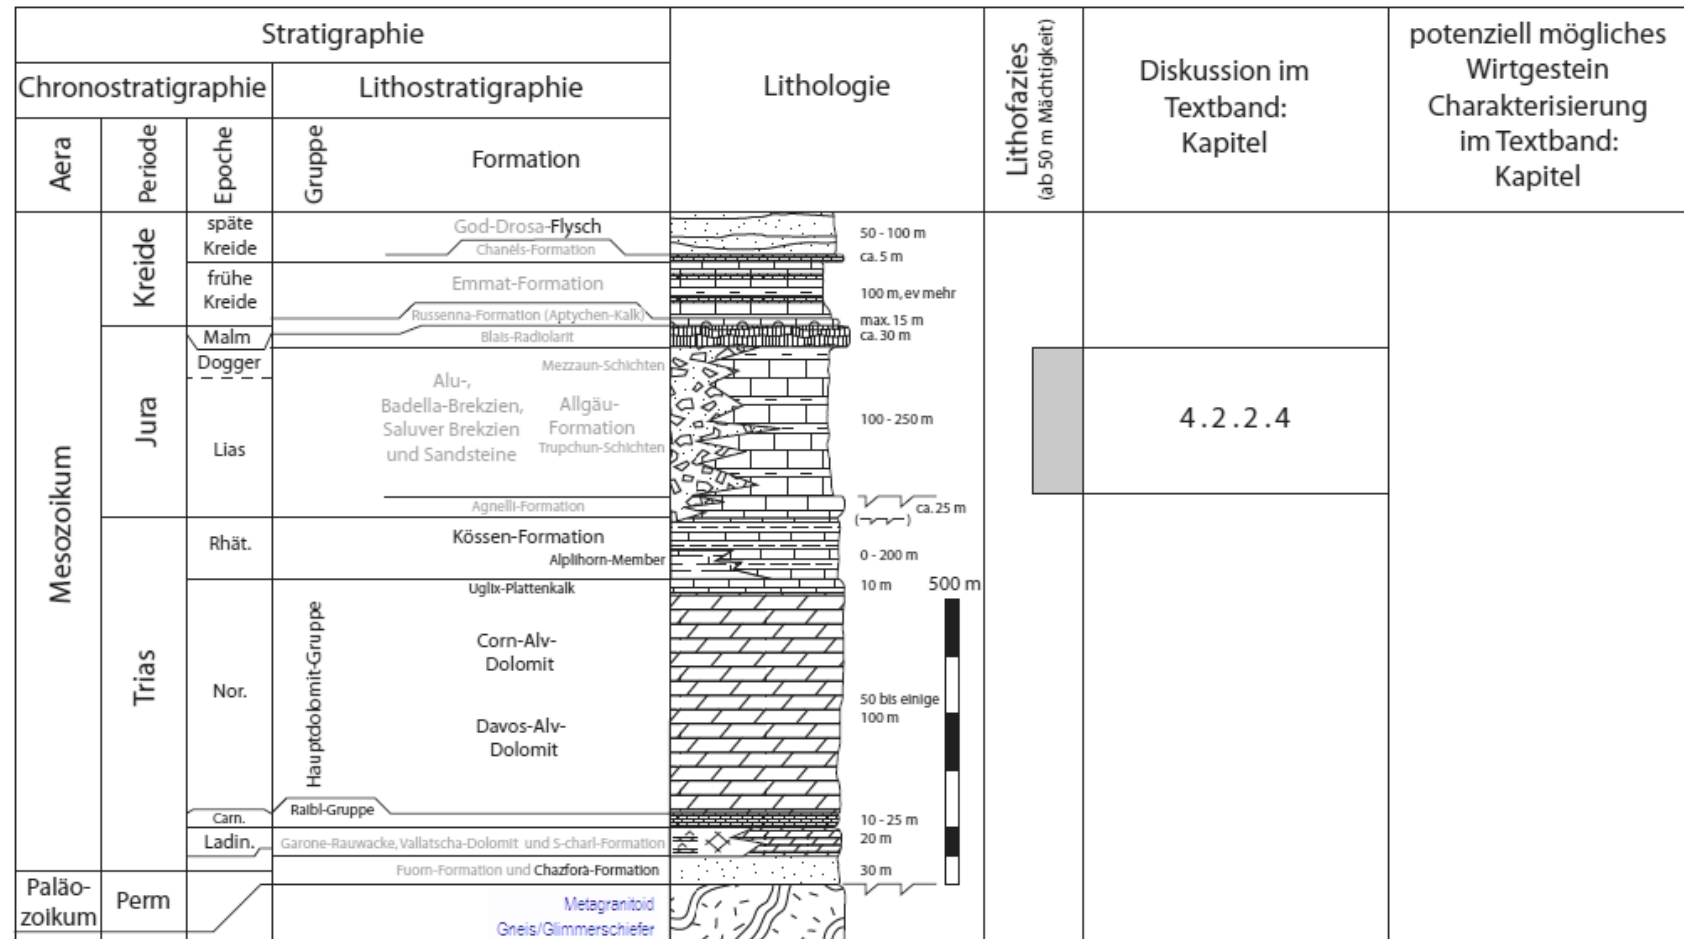 Stratigraphie
Chronostratigraphie
Lithostratigraphie
Lithologie
Lithofazies
(ab 50 m Mächtigkeit)
Diskussion im
Textband:
Kapitel
potenziell mögliches
Wirtgestein
Charakterisierung
im Textband:
Kapitel
Aera
Periode
Epoche
Gruppe
Formation
Mesozoikum
Kreide
späte
Kreide
God-Drosa-Flysch
50 - 100 m
Chanèls-Formation
ca. 5 m
frühe
Kreide
Emmat-Formation
100 m, ev mehr
Russenna-Formation (Aptychen-Kalk)
max. 15 m
Jura
Malm
Blais-Radiolarit
ca. 30 m
Dogger
Mezzaun-Schichten
Alu-,
Badella-Brekzien,
Saluver Brekzien
und Sandsteine
Allgäu-
Formation
Trupchun-Schichten
100 - 250 m
4.2.2.4
Lias
Agnelli-Formation
ca. 25 m
Trias
Rhät.
Kössen-Formation
Alplihorn-Member
0 - 200 m
Uglix-Plattenkalk
10 m
500 m
Nor.
Hauptdolomit-Gruppe
Corn-Alv-
Dolomit
Davos-Alv-
Dolomit
50 bis einige
100 m
Carn.
Raibl-Gruppe
10 - 25 m
Ladin.
Garone-Rauwacke, Vallatscha-Dolomit und S-charl-Formation
20 m
Fuorn-Formation und Chazforà-Formation
30 m
Paläo-
zoikum
Perm
Metagranitoid
Gneis/Glimmerschiefer